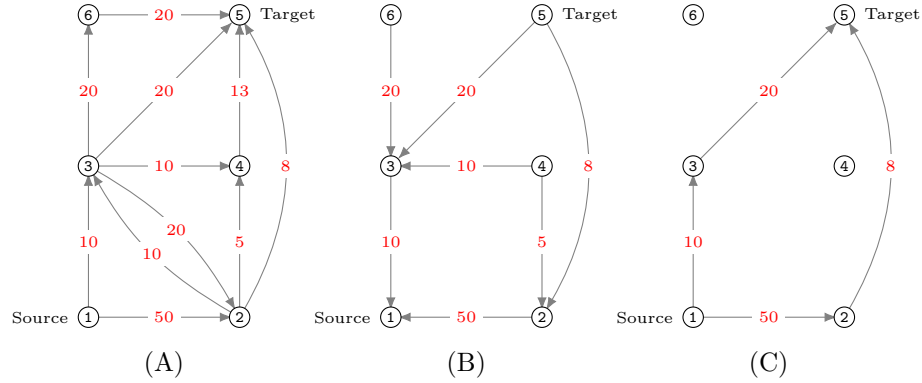 6 20 5 Target
20 20 13
3 10 4 8
20
10 10 5
Source 1 50 2
(A)
6 5 Target
20 20
3 10 4 8
10 5
Source 1 50 2
(B)
6 5 Target
20
3 4 8
10
Source 1 50 2
(C)